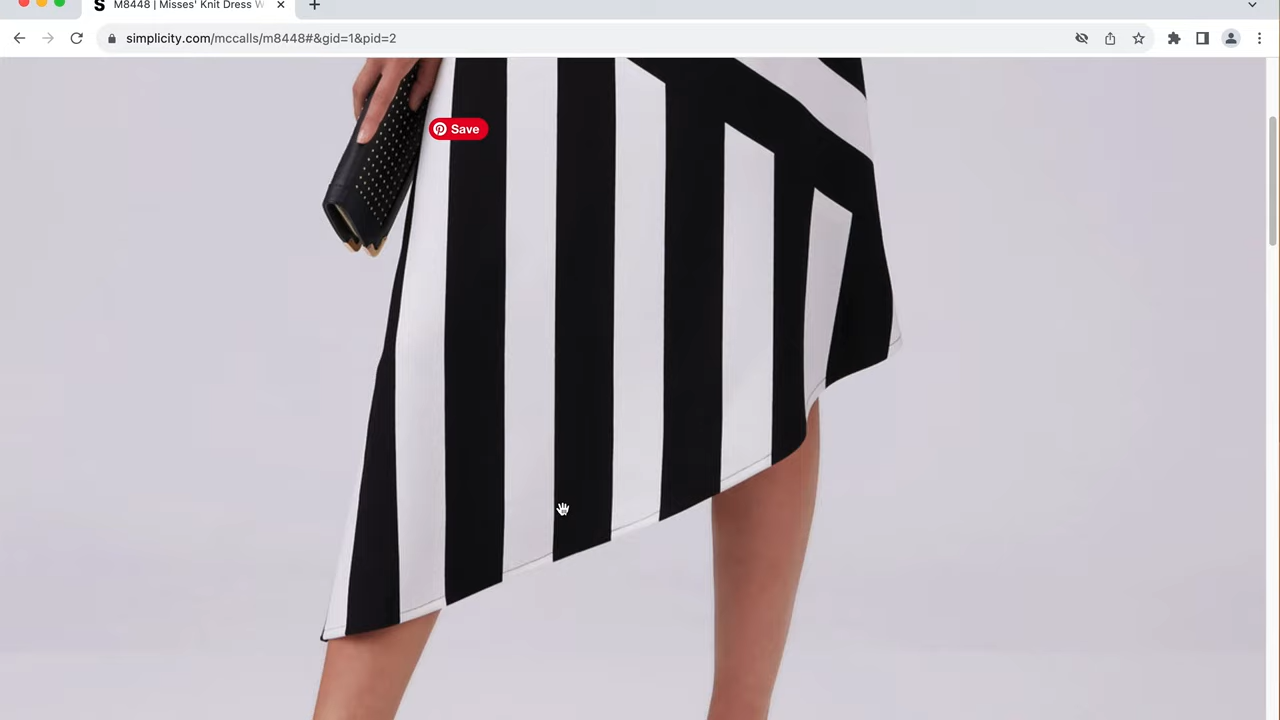 M8448 | Misses' Knit Dress W
simplicity.com/mccalls/m8448#&gid=1&pid=2
Save